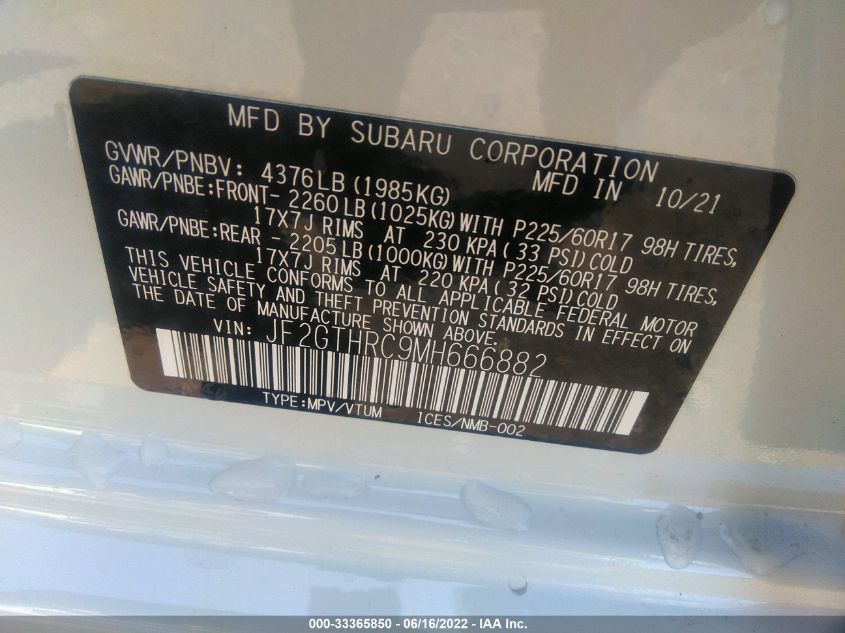 MFD BY SUBARU CORPORATION
GVWR/PNBV: 4376LB (1985KG) MFD IN 10/21
GAWR/PNBE:FRONT- 2260LB(1025KG)WITH P225/60R17 98H TIRES,
17X7J RIMS AT 230 KPA( 33 PSI)COLD
GAWR/PNBE:REAR - 2205LB(1000KG)WITH P225/60R17 98H TIRES,
17X7J RIMS AT 220 KPA( 32 PSI)COLD
THIS VEHICLE CONFORMS TO ALL APPLICABLE FEDERAL MOTOR
VEHICLE SAFETY AND THEFT PREVENTION STANDARDS IN EFFECT ON
THE DATE OF MANUFACTURE SHOWN ABOVE.
VIN: JF2GTHRC9MH666882
TYPE:MPV/VTUM ICES/NMB-002
000-33365850 - 06/16/2022 - IAA Inc.